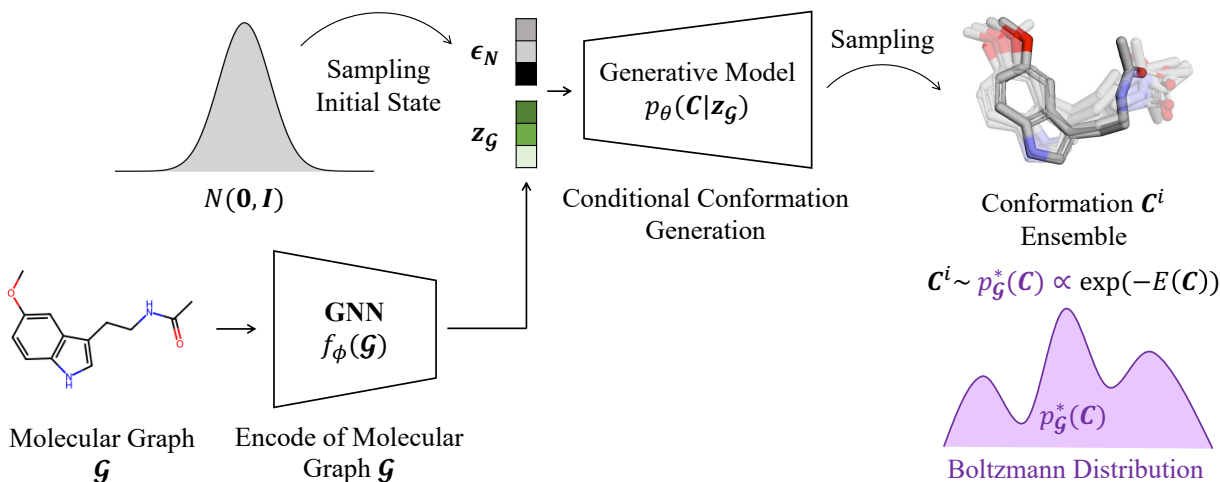 N(𝟎, 𝑰)
Sampling
Initial State
ϵ_N
z_𝓖
Generative Model
p_θ(𝑪|z_𝓖)
Conditional Conformation
Generation
Sampling
Conformation 𝑪^i
Ensemble
𝑪^i ~ p*_𝓖(𝑪) ∝ exp(−E(𝑪))
p*_𝓖(𝑪)
Boltzmann Distribution
O
H
N
O
N
H
Molecular Graph
𝓖
GNN
f_ϕ(𝓖)
Encode of Molecular
Graph 𝓖